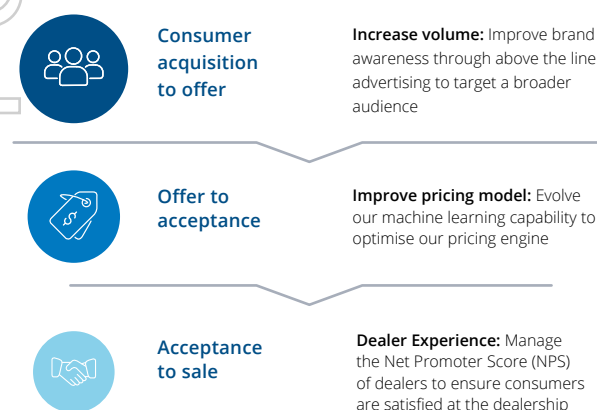 Consumer
acquisition
to offer
Increase volume: Improve brand
awareness through above the line
advertising to target a broader
audience
Offer to
acceptance
Improve pricing model: Evolve
our machine learning capability to
optimise our pricing engine
Acceptance
to sale
Dealer Experience: Manage
the Net Promoter Score (NPS)
of dealers to ensure consumers
are satisfied at the dealership